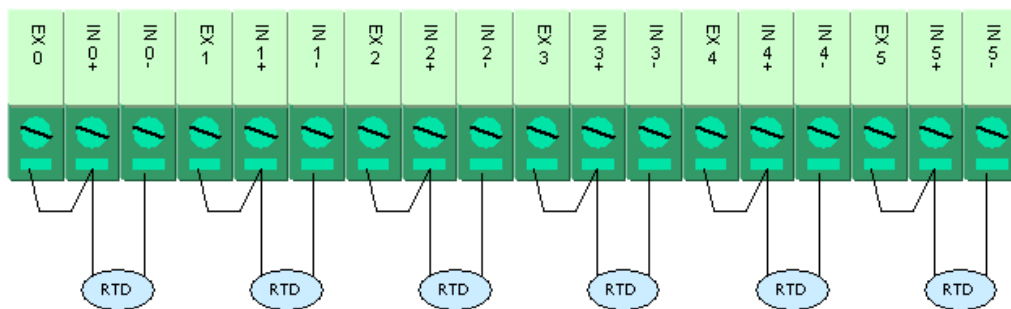 EX 0 IN 0+ IN 0- EX 1 IN 1+ IN 1- EX 2 IN 2+ IN 2- EX 3 IN 3+ IN 3- EX 4 IN 4+ IN 4- EX 5 IN 5+ IN 5-
RTD RTD RTD RTD RTD RTD